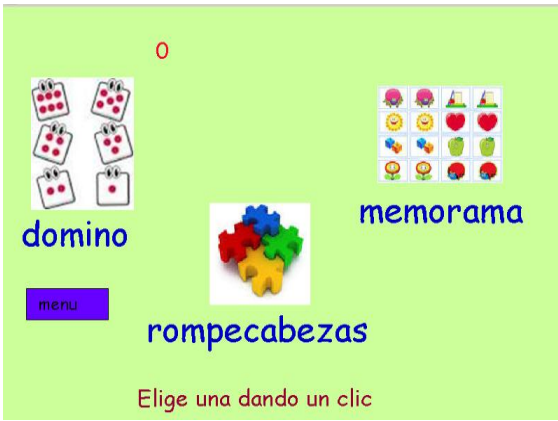 0
domino
memorama
menu
rompecabezas
Elige una dando un clic